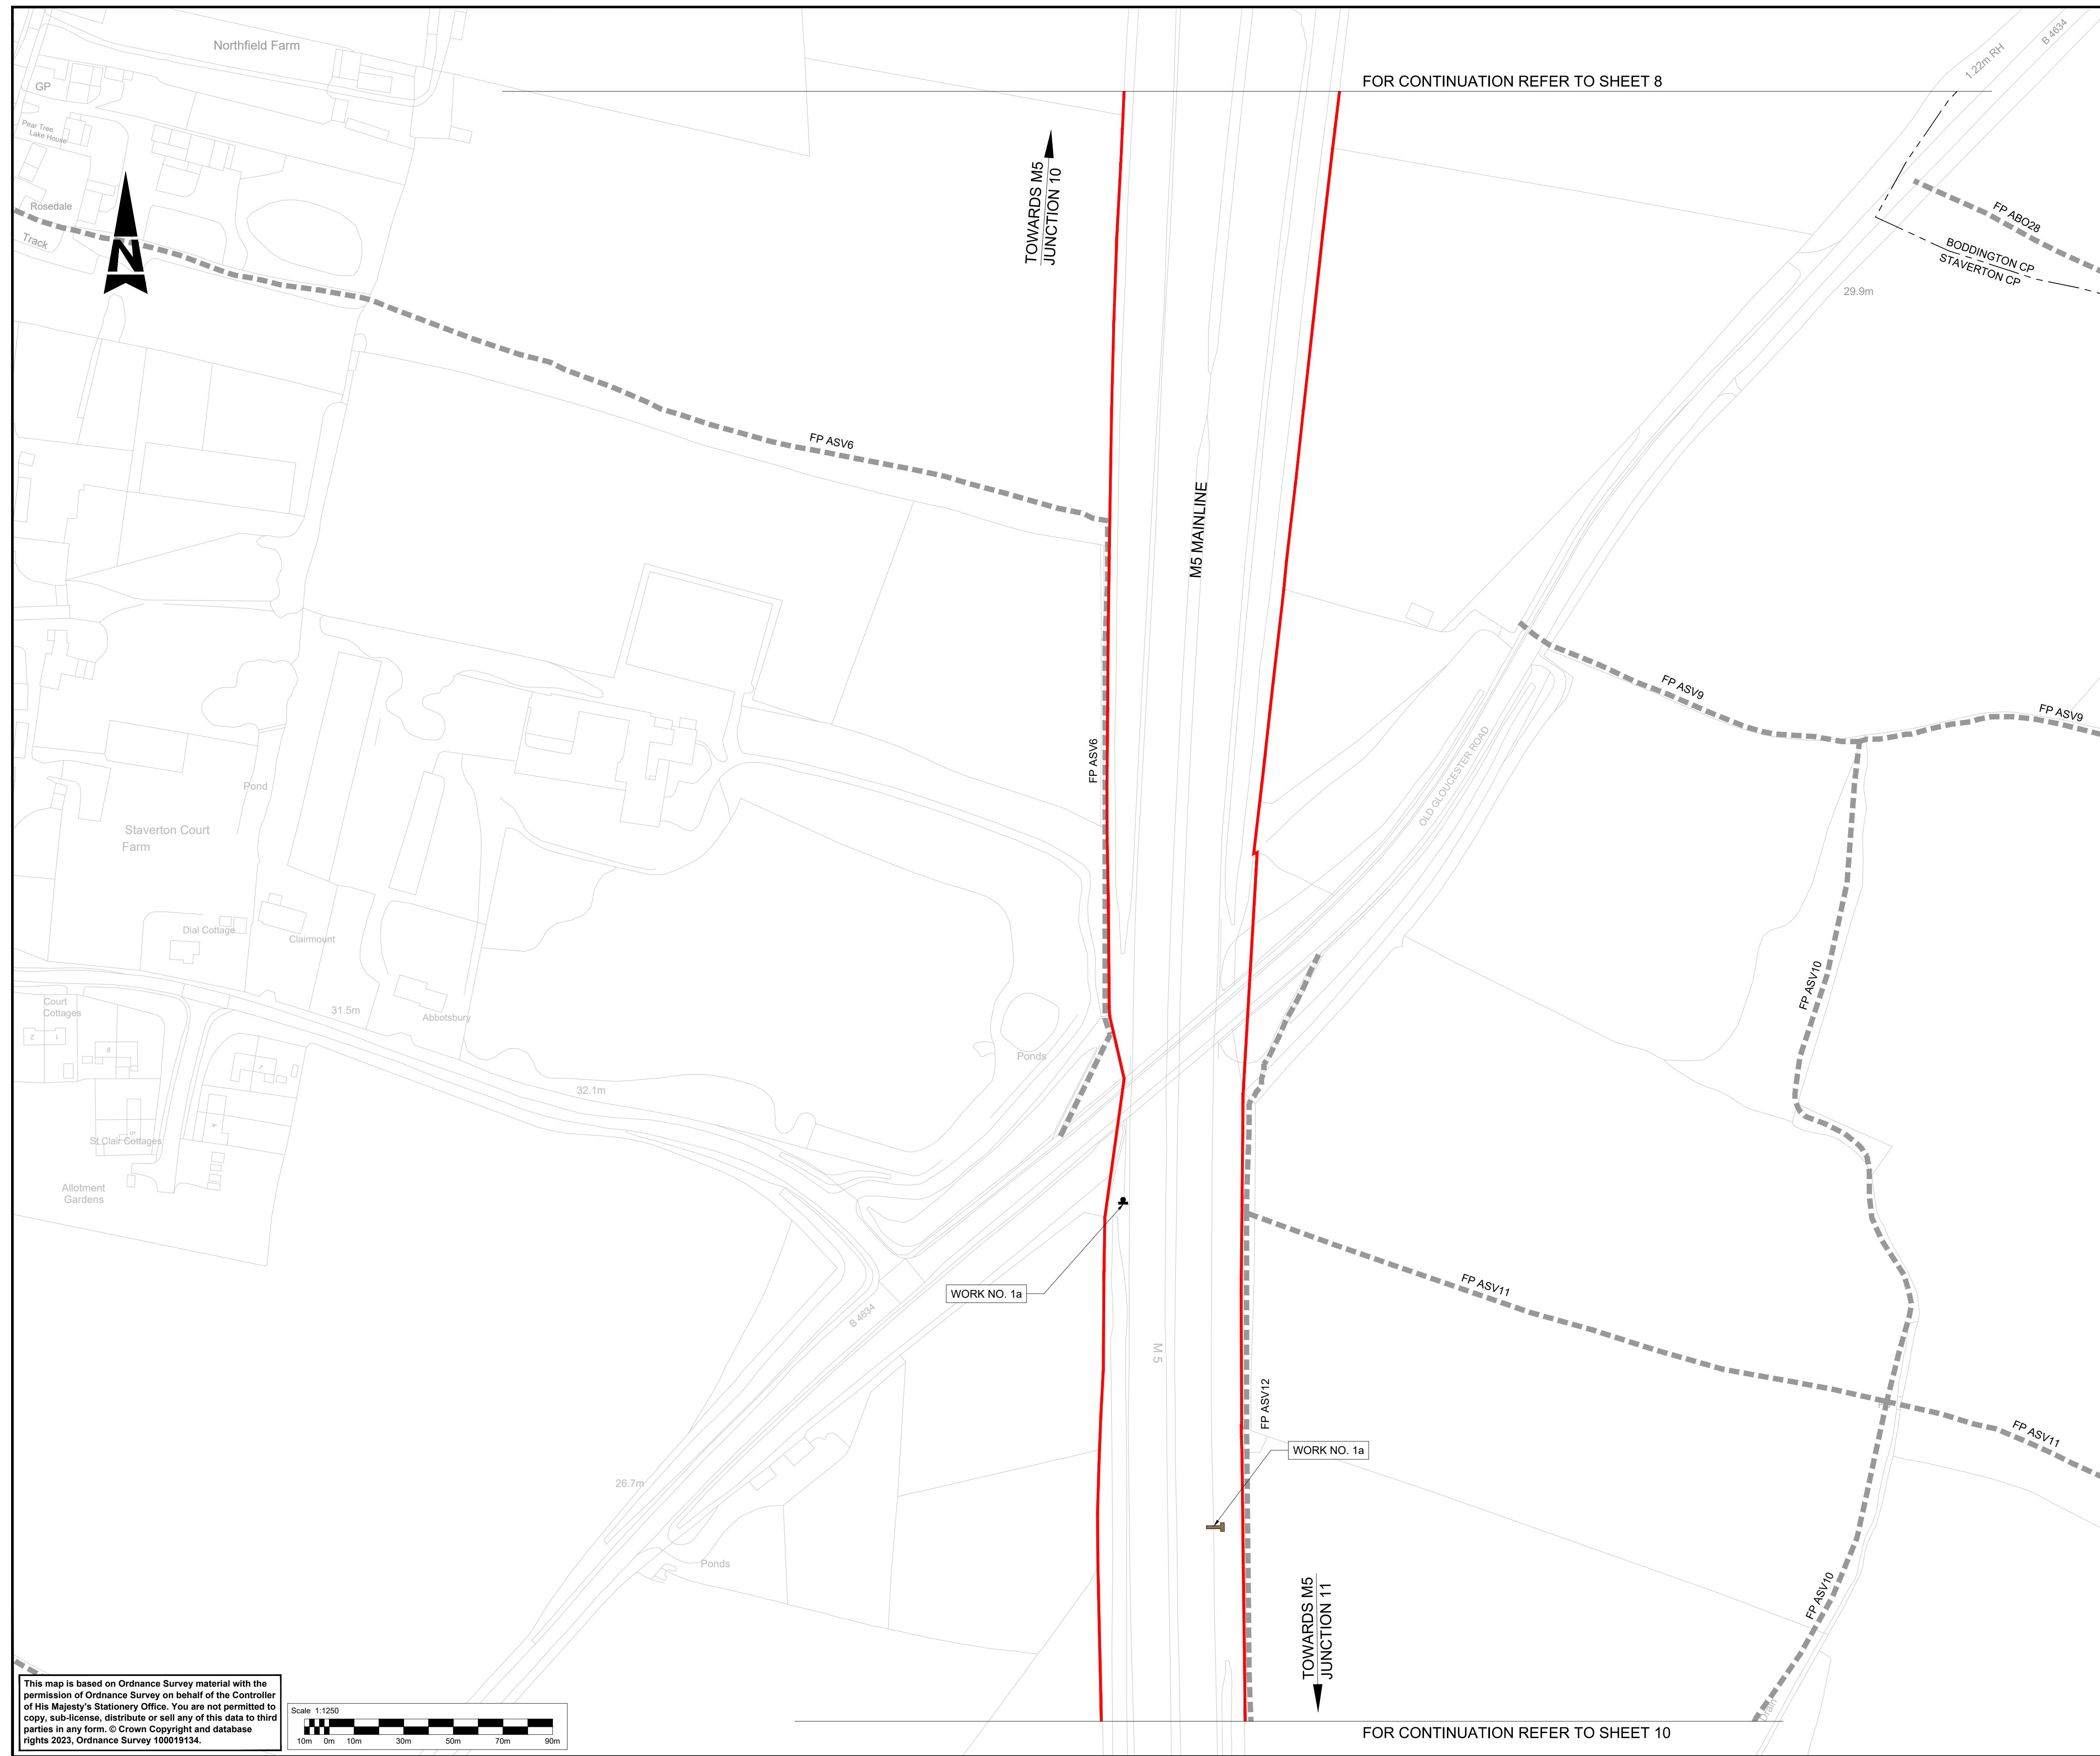 Northfield Farm
GP
Pear Tree
Lake House
Rosedale
Track
N
FOR CONTINUATION REFER TO SHEET 8
1.22m RH
B 4634
TOWARDS M5
JUNCTION 10
FP ABO28
BODDINGTON CP
STAVERTON CP
29.9m
FP ASV6
M5 MAINLINE
FP ASV6
FP ASV9
FP ASV9
OLD GLOUCESTER ROAD
Pond
Staverton Court
Farm
Dial Cottage
Clairmount
Abbotsbury
31.5m
Court
Cottages
2
1
8
7
5
4
St Clair Cottages
Allotment
Gardens
32.1m
Ponds
FP ASV10
WORK NO. 1a
B 4634
M 5
FP ASV11
FP ASV12
WORK NO. 1a
FP ASV11
26.7m
Ponds
FP ASV10
TOWARDS M5
JUNCTION 11
Drain
FOR CONTINUATION REFER TO SHEET 10
This map is based on Ordnance Survey material with the
permission of Ordnance Survey on behalf of the Controller
of His Majesty's Stationery Office. You are not permitted to
copy, sub-license, distribute or sell any of this data to third
parties in any form. © Crown Copyright and database
rights 2023, Ordnance Survey 100019134.
Scale 1:1250
10m 0m 10m 30m 50m 70m 90m